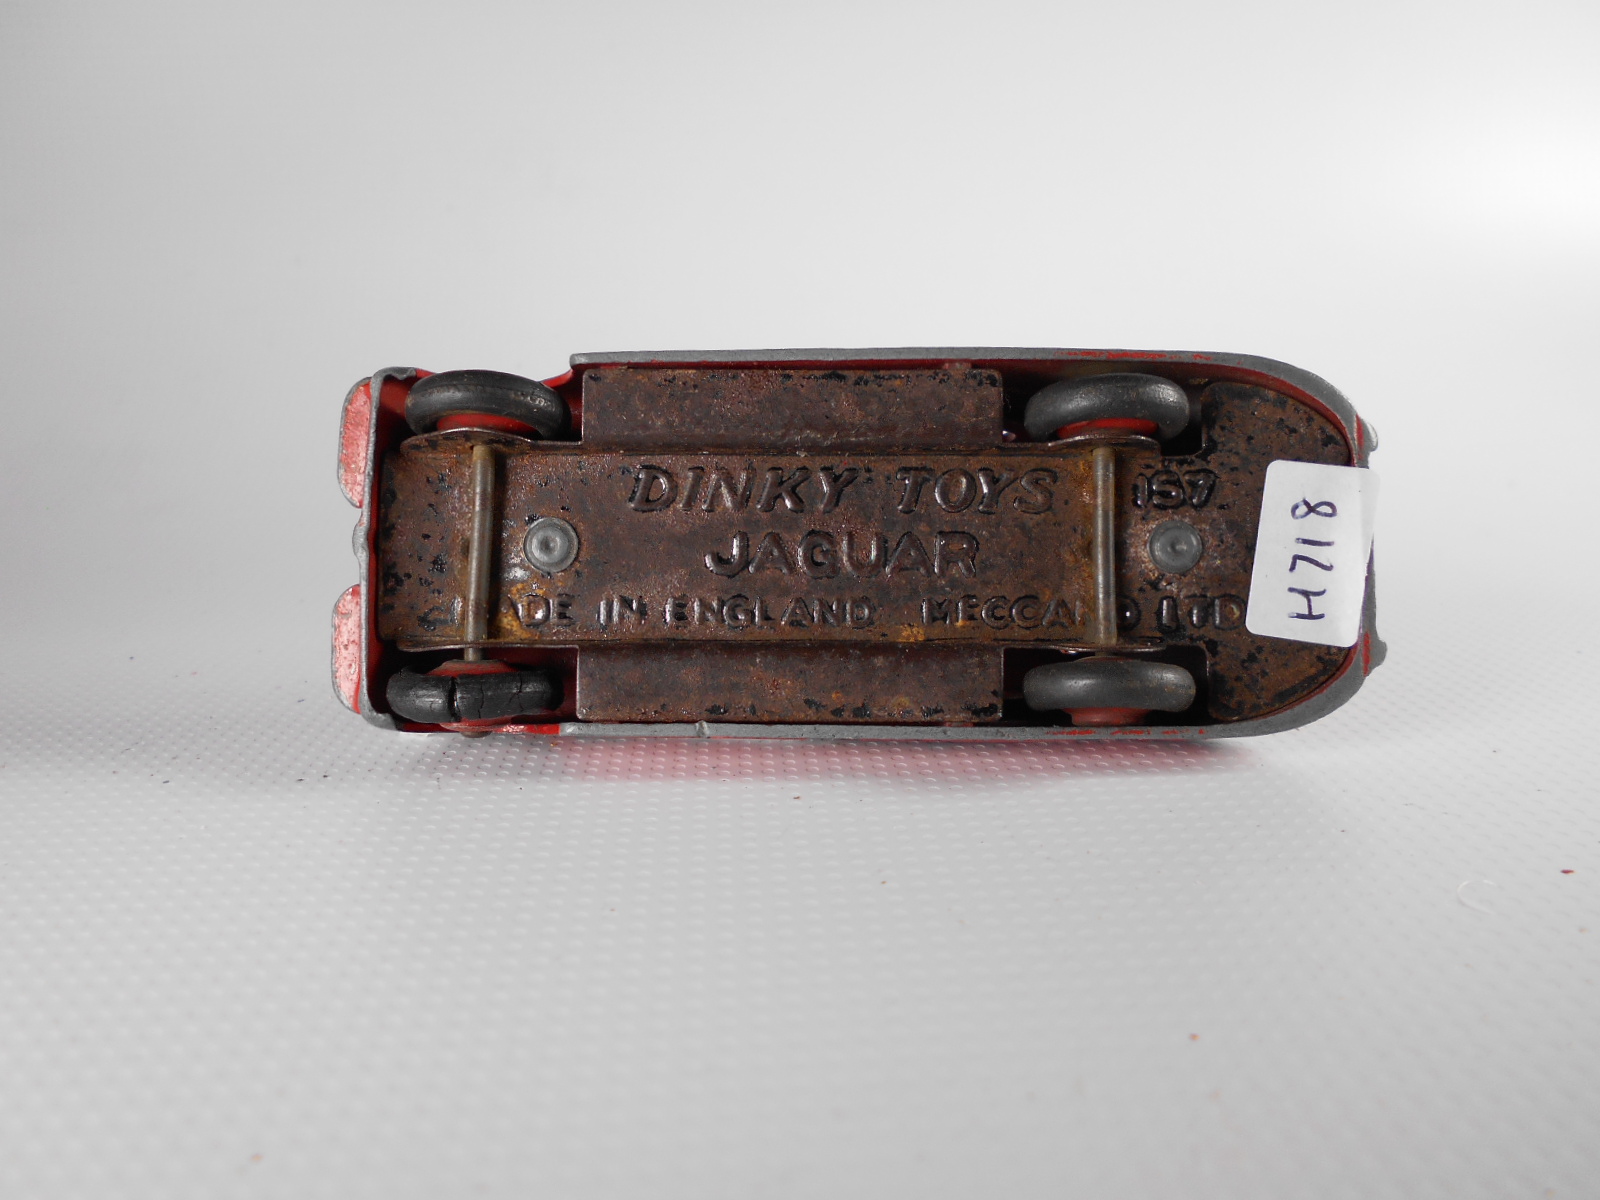 DINKY TOYS 157
JAGUAR
MADE IN ENGLAND MECCANO LTD
H718